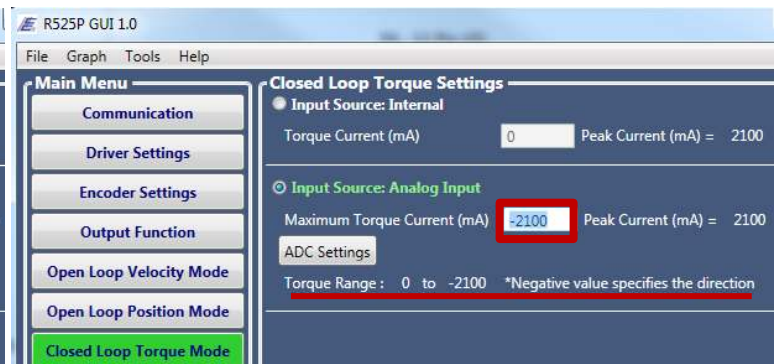 R525P GUI 1.0
File Graph Tools Help
Main Menu
Communication
Driver Settings
Encoder Settings
Output Function
Open Loop Velocity Mode
Open Loop Position Mode
Closed Loop Torque Mode
Closed Loop Torque Settings
Input Source: Internal
Torque Current (mA) 0 Peak Current (mA) = 2100
Input Source: Analog Input
Maximum Torque Current (mA) -2100 Peak Current (mA) = 2100
ADC Settings
Torque Range : 0 to -2100 *Negative value specifies the direction